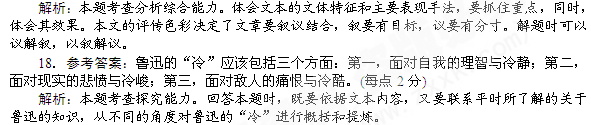 解析：本题考查分析综合能力。体会文本的文体特征和主要表现手法，要抓住重点，同时，
体会其效果。本文的评传色彩决定了文章要叙议结合，叙要有目标，议要有分寸。解题时可以
以议解叙，以叙解议。
18．参考答案：鲁迅的“冷”应该包括三个方面：第一，面对自我的理智与冷静；第二，
面对现实的悲愤与冷峻；第三，面对敌人的痛恨与冷酷。(每点 2 分)
解析：本题考查探究能力。回答本题时，既要依据文本内容，又要联系平时所了解的关于
鲁迅的知识，从不同的角度对鲁迅的“冷”进行概括和提炼。